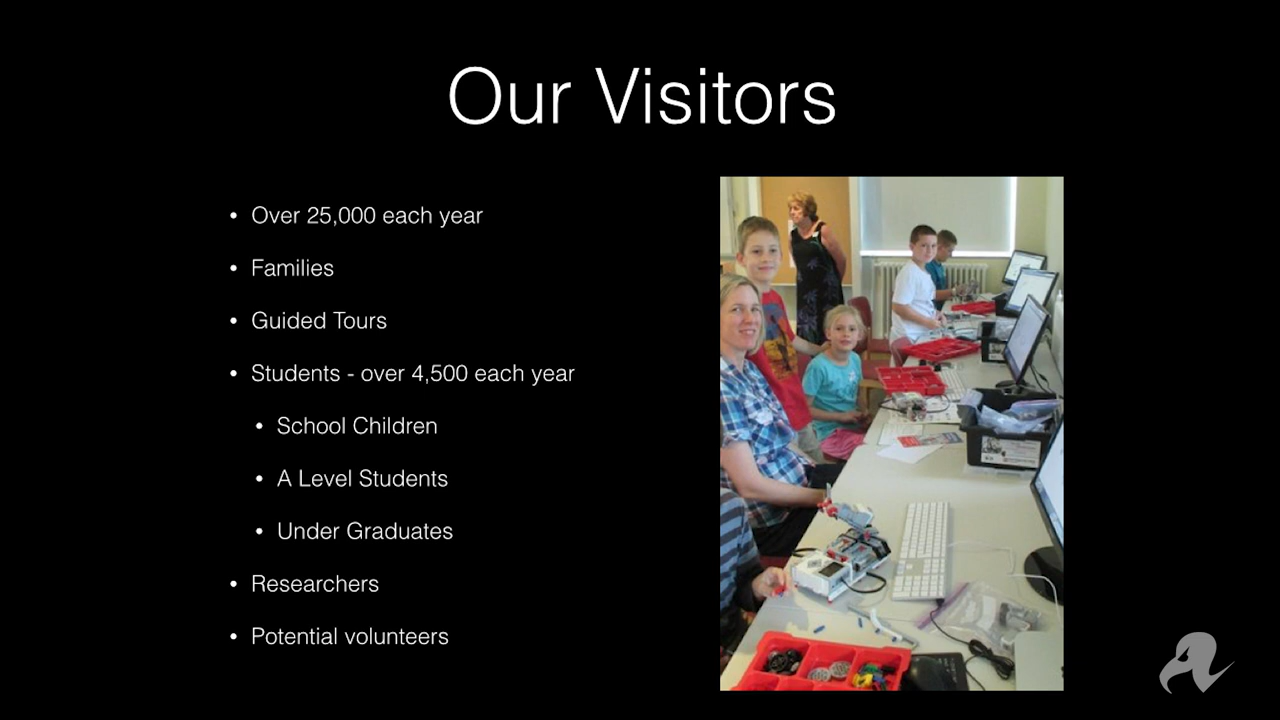 Our Visitors
• Over 25,000 each year
• Families
• Guided Tours
• Students - over 4,500 each year
• School Children
• A Level Students
• Under Graduates
• Researchers
• Potential volunteers